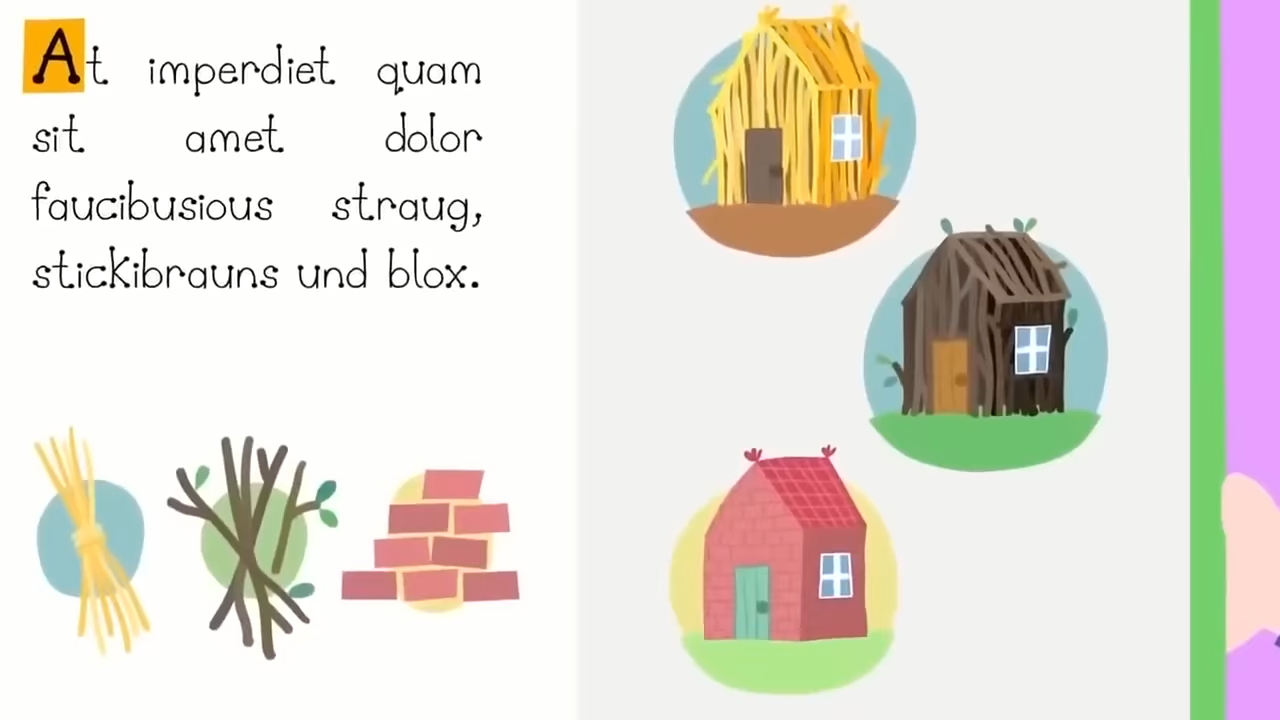 At imperdiet quam
sit amet dolor
faucibusious straug,
stickibrauns und blox.